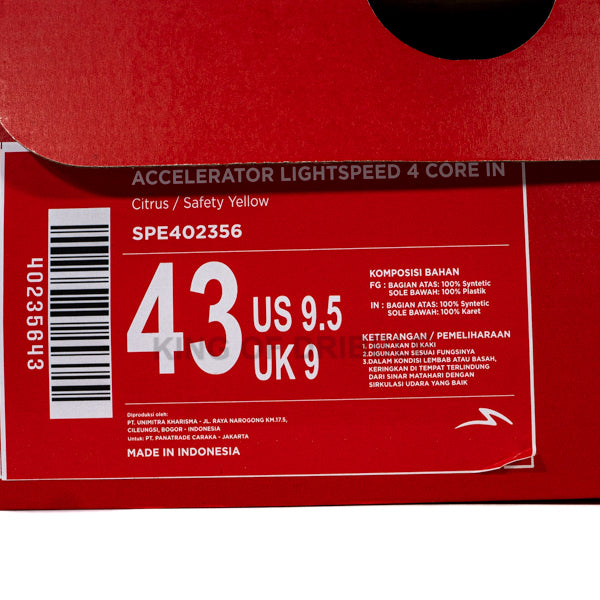 ACCELERATOR LIGHTSPEED 4 CORE IN
Citrus / Safety Yellow
SPE402356
40235643
43
US 9.5
UK 9
KING OF DRIB
KOMPOSISI BAHAN
FG : BAGIAN ATAS: 100% Syntetic
SOLE BAWAH: 100% Plastik
IN : BAGIAN ATAS: 100% Syntetic
SOLE BAWAH: 100% Karet
KETERANGAN / PEMELIHARAAN
1. DIGUNAKAN DI KAKI
2.DIGUNAKAN SESUAI FUNGSINYA
3.DALAM KONDISI LEMBAB ATAU BASAH,
KERINGKAN DI TEMPAT TERLINDUNG
DARI SINAR MATAHARI DENGAN
SIRKULASI UDARA YANG BAIK
Diproduksi oleh:
PT. UNIMITRA KHARISMA - JL. RAYA NAROGONG KM.17.5,
CILEUNGSI, BOGOR - INDONESIA
Untuk: PT. PANATRADE CARAKA - JAKARTA
MADE IN INDONESIA